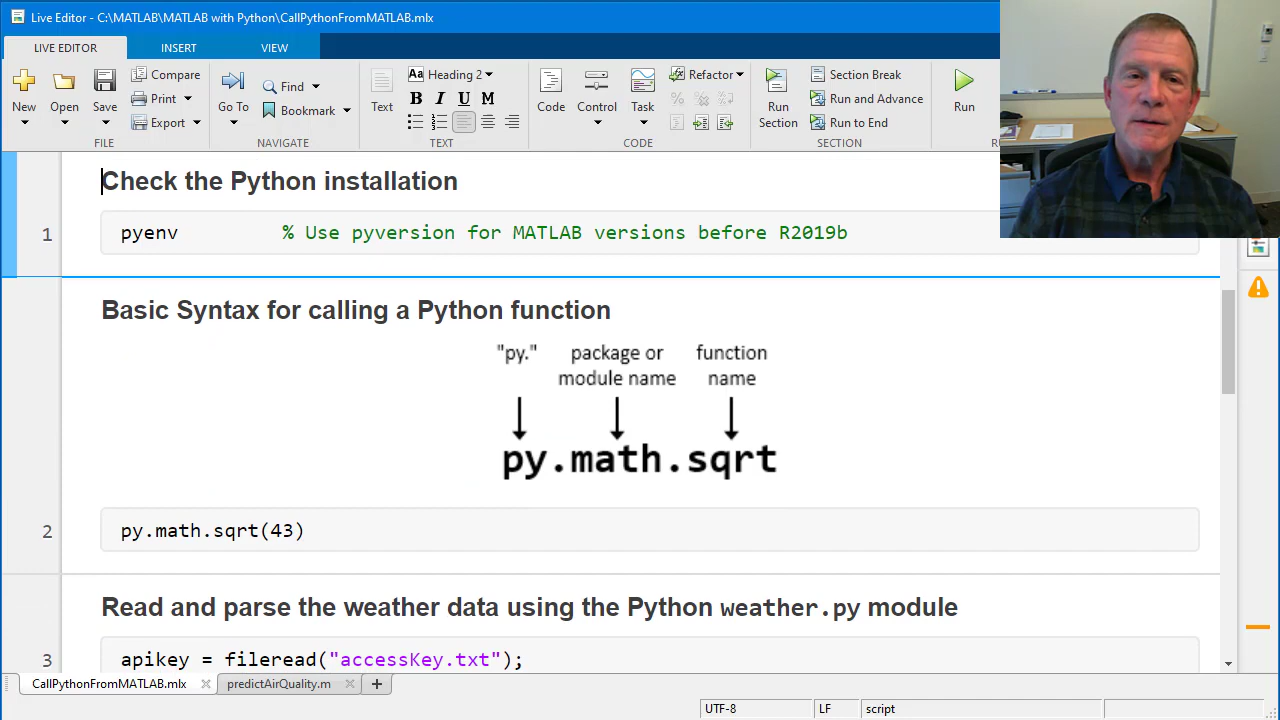 Live Editor - C:\MATLAB\MATLAB with Python\CallPythonFromMATLAB.mlx
LIVE EDITOR INSERT VIEW
New Open Save Compare Print Export
FILE
Go To Find Bookmark
NAVIGATE
Text Aa Heading 2 B I U M
TEXT
Code Control Task Refactor
CODE
Run Section Section Break Run and Advance Run to End
SECTION
Run
Check the Python installation
1 pyenv % Use pyversion for MATLAB versions before R2019b
Basic Syntax for calling a Python function
"py." package or function
module name name
py.math.sqrt
2 py.math.sqrt(43)
Read and parse the weather data using the Python weather.py module
3 apikey = fileread("accessKey.txt");
CallPythonFromMATLAB.mlx predictAirQuality.m
UTF-8 LF script